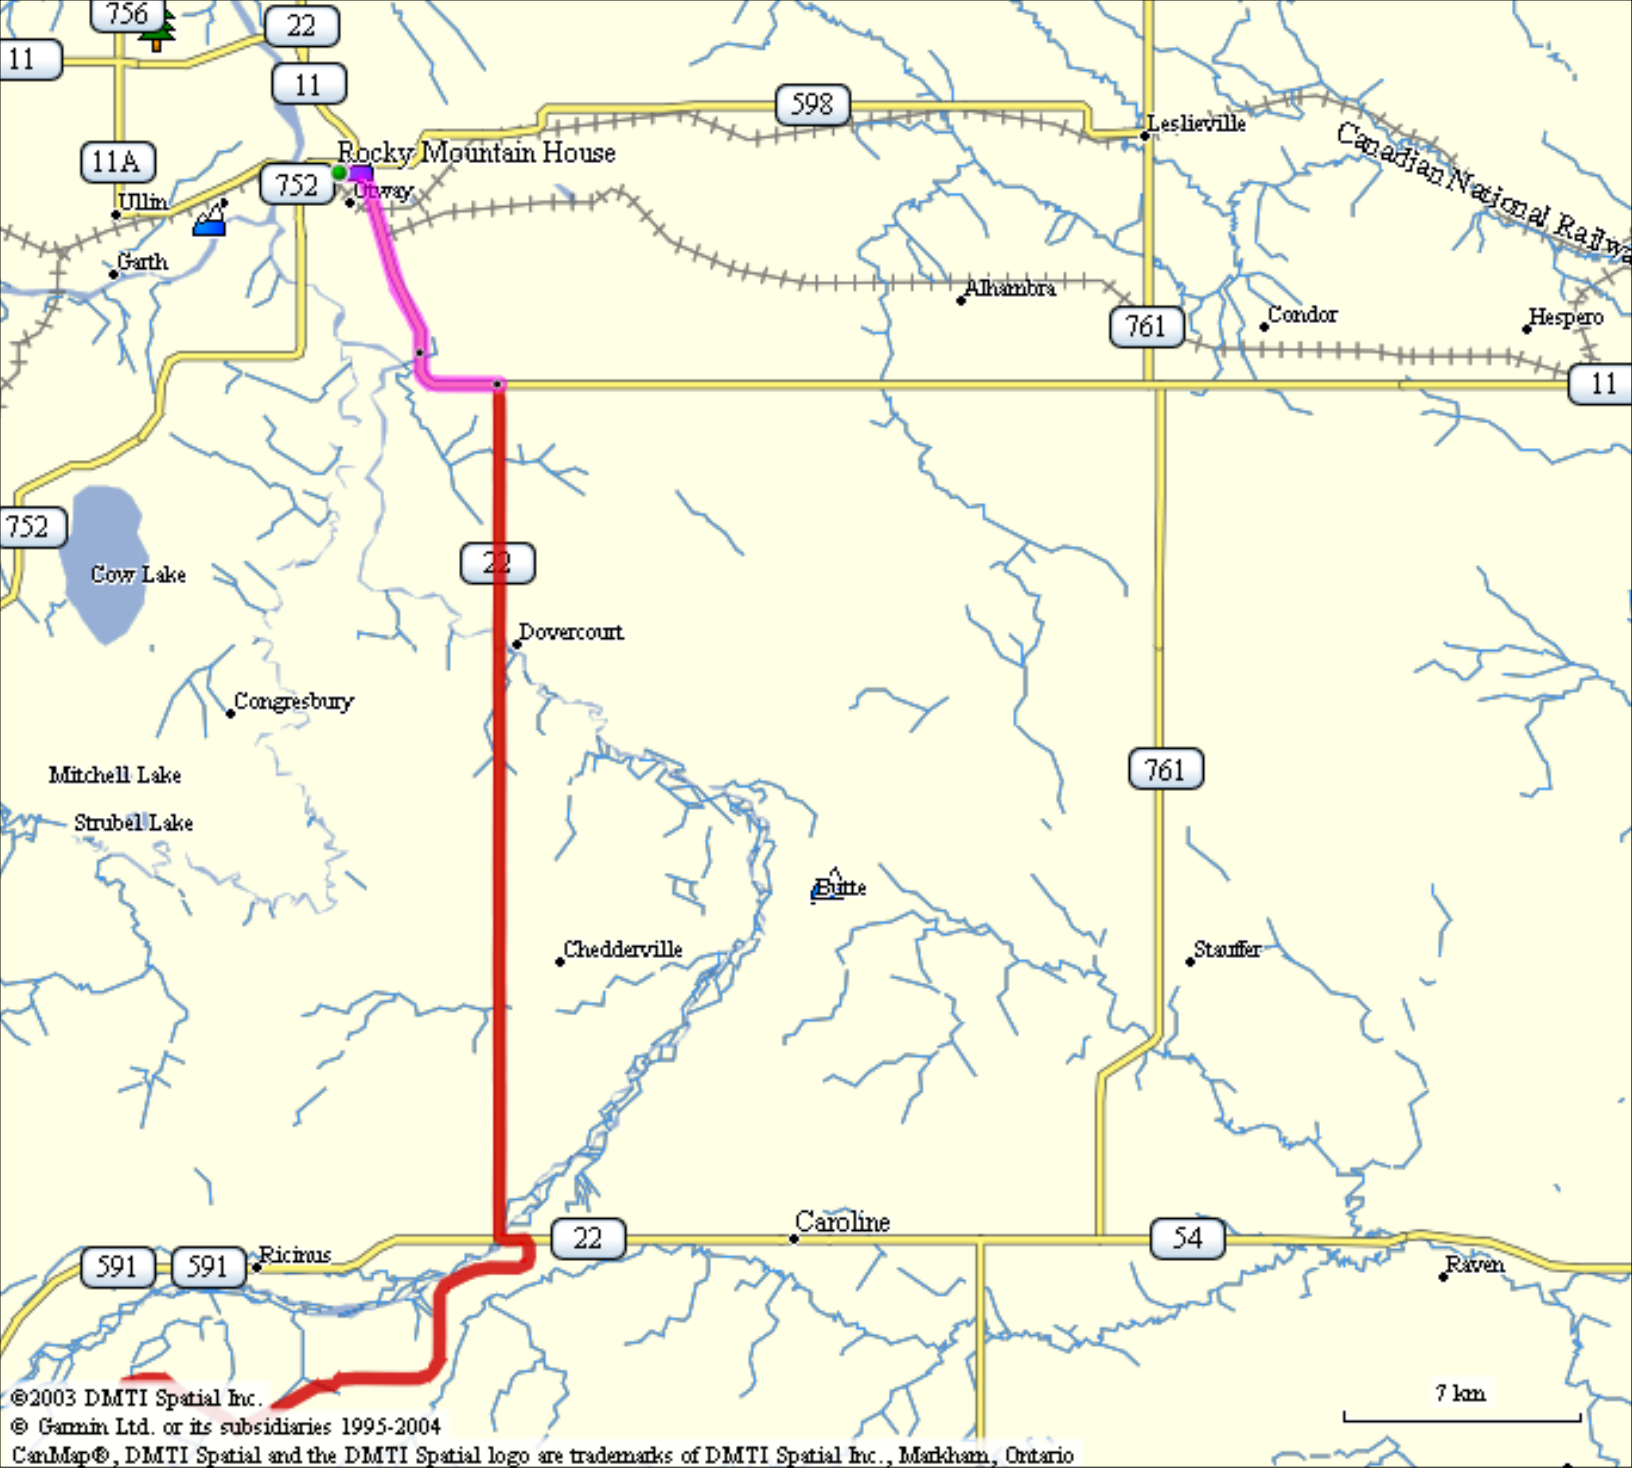 756
22
11
11
598
Leslieville
Canadian National Railwa
11A
Rocky Mountain House
752
Otway
Ullin
Garth
Alhambra
761
Condor
Hespero
11
752
22
Cow Lake
Dovercourt
Congresbury
761
Mitchell Lake
Strubel Lake
Butte
Chedderville
Stauffer
Caroline
22
54
591
591
Ricinus
Raven
7 km
©2003 DMTI Spatial Inc.
© Garmin Ltd. or its subsidiaries 1995-2004
CanMap®, DMTI Spatial and the DMTI Spatial logo are trademarks of DMTI Spatial Inc., Markham, Ontario